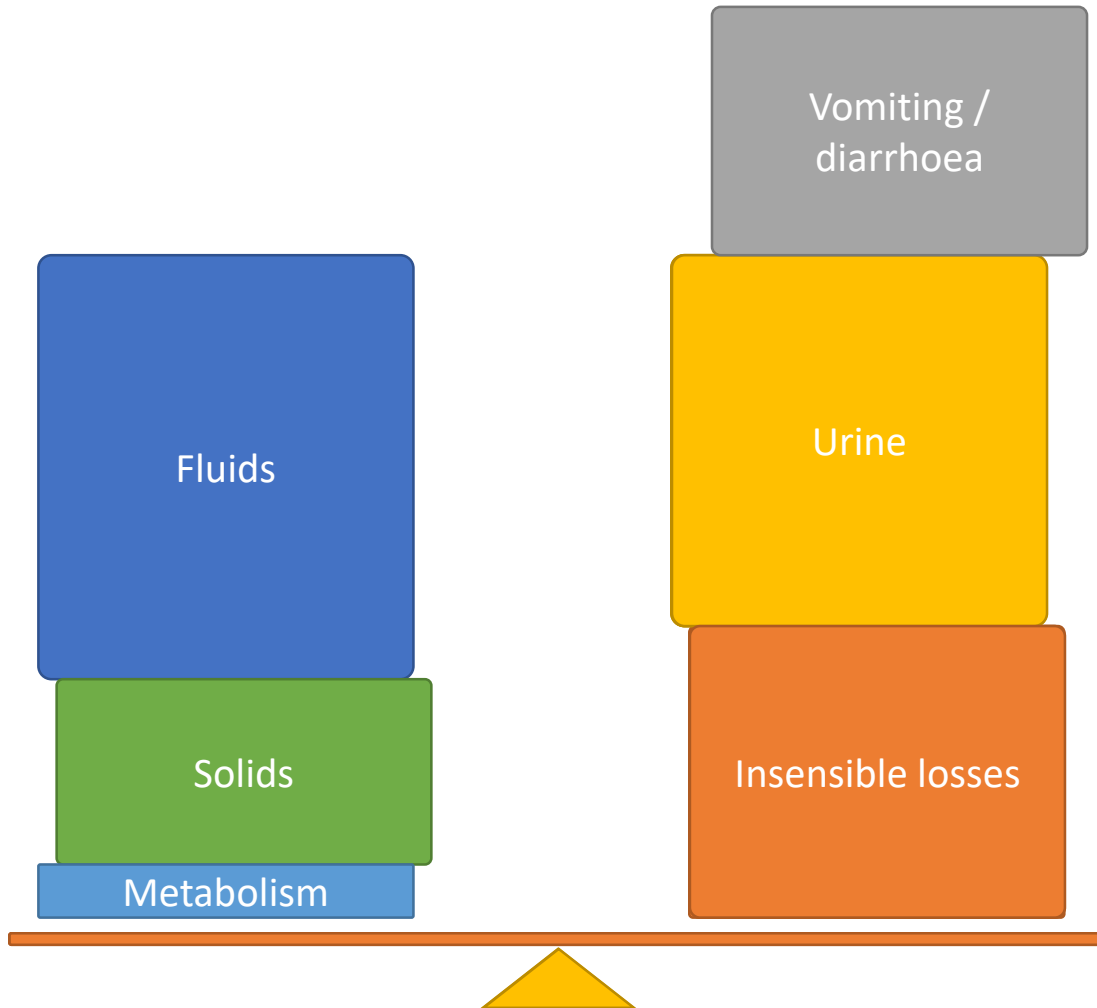 Vomiting /
diarrhoea
Fluids
Urine
Solids
Insensible losses
Metabolism